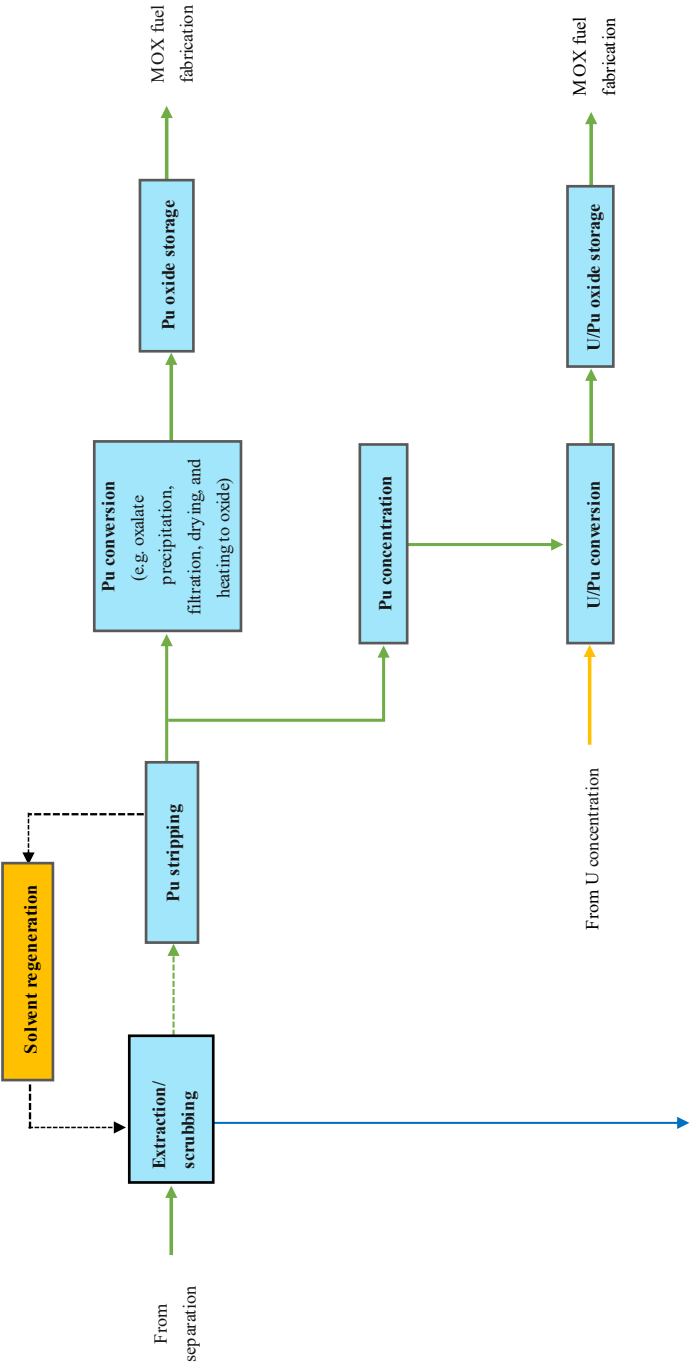 From
separation
Extraction/
scrubbing
Solvent regeneration
Pu stripping
Pu conversion
(e.g. oxalate
precipitation,
filtration, drying, and
heating to oxide)
Pu oxide storage
MOX fuel
fabrication
Pu concentration
From U concentration
U/Pu conversion
U/Pu oxide storage
MOX fuel
fabrication